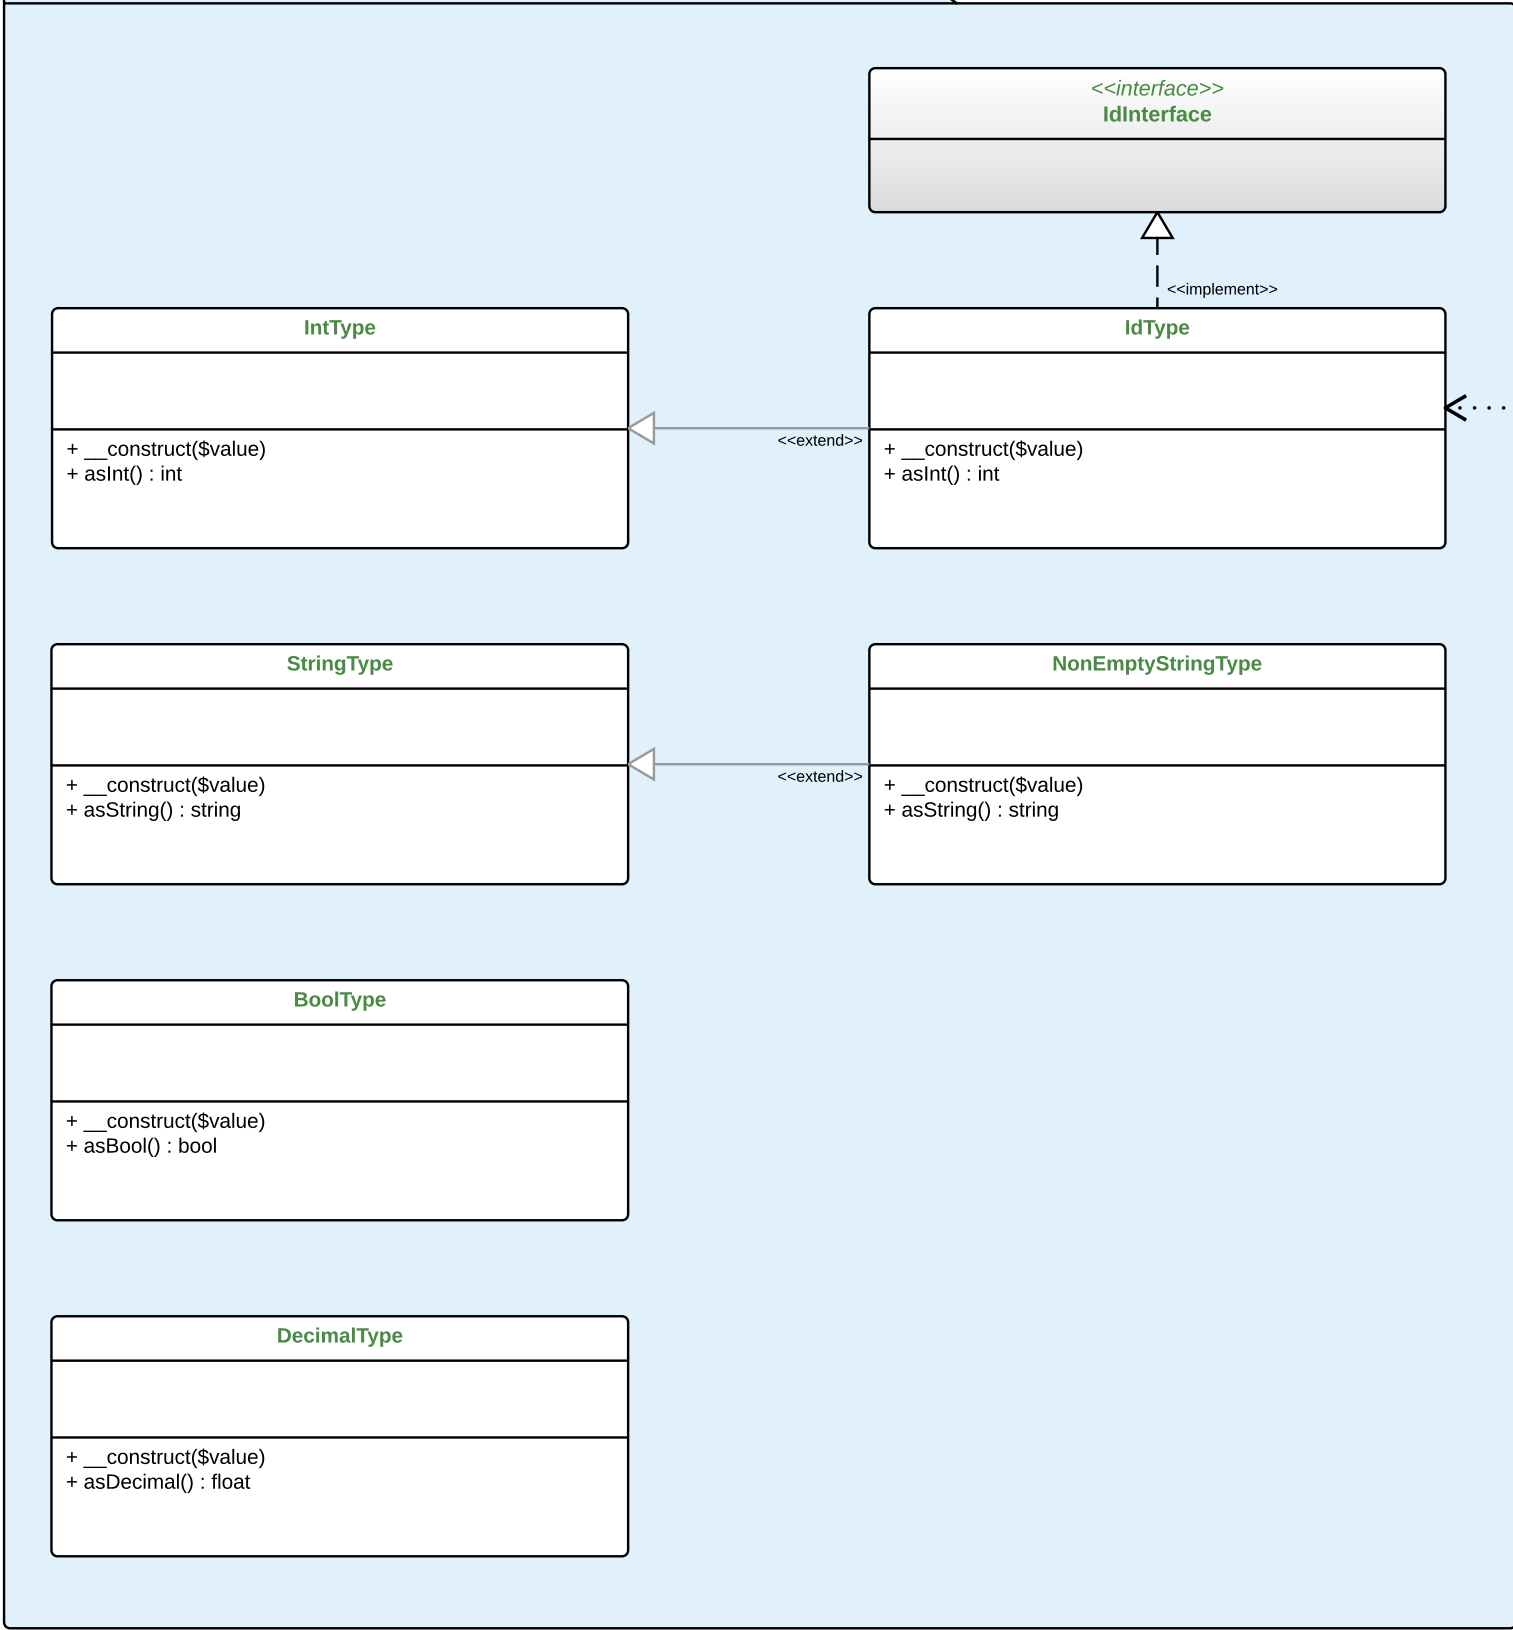 <<interface>>
IdInterface
<<implement>>
IntType
+ __construct($value)
+ asInt() : int
<<extend>>
IdType
+ __construct($value)
+ asInt() : int
StringType
+ __construct($value)
+ asString() : string
<<extend>>
NonEmptyStringType
+ __construct($value)
+ asString() : string
BoolType
+ __construct($value)
+ asBool() : bool
DecimalType
+ __construct($value)
+ asDecimal() : float